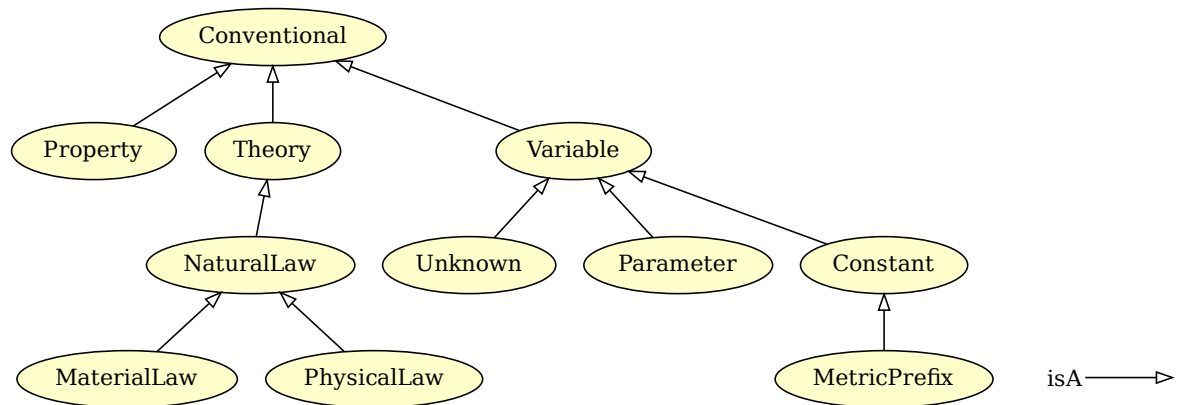 Conventional
Property
Theory
Variable
NaturalLaw
Unknown
Parameter
Constant
MaterialLaw
PhysicalLaw
MetricPrefix
isA